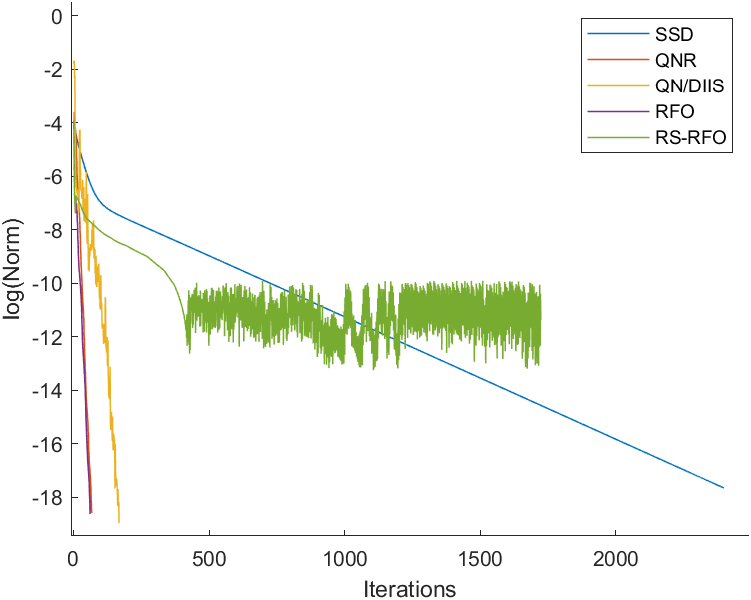 0
-2
-4
-6
-8
-10
-12
-14
-16
-18
log(Norm)
0
500
1000
1500
2000
Iterations
SSD
QNR
QN/DIIS
RFO
RS-RFO